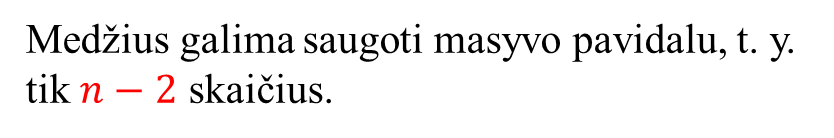 Medžius galima saugoti masyvo pavidalu, t. y.
tik n − 2 skaičius.